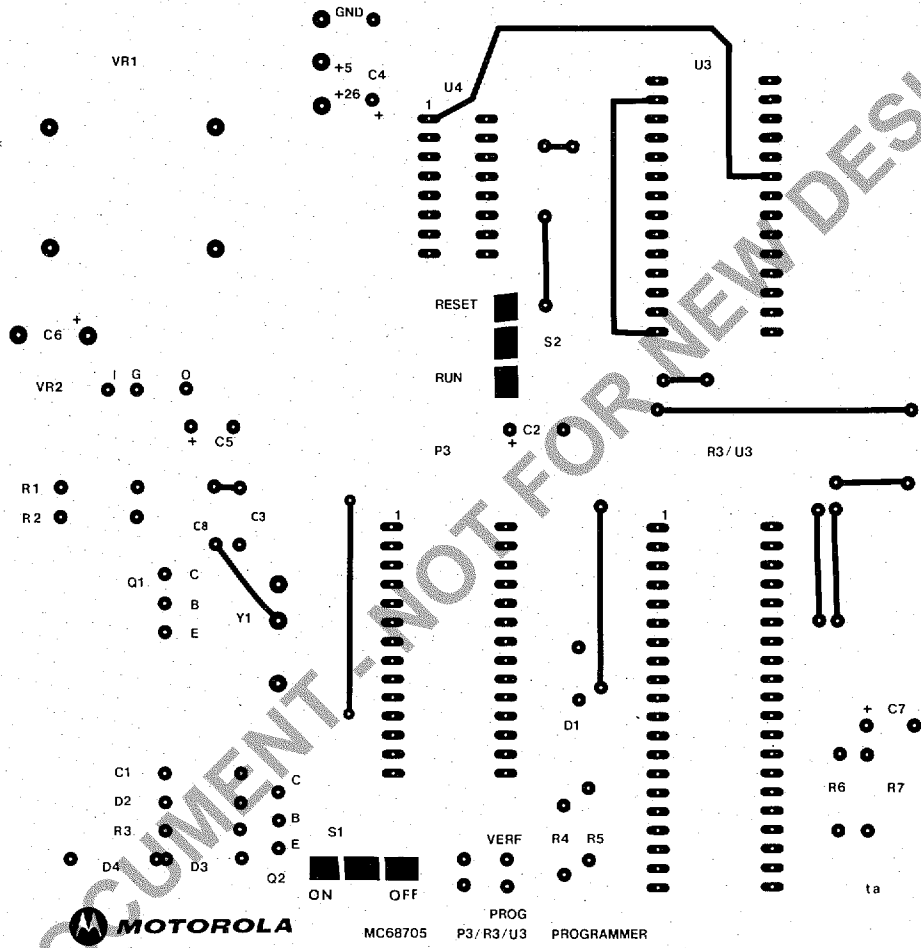 GND
VR1
+5
C4
+26
+
U4
U3
1
RESET
S2
RUN
+
C6
VR2
I G O
+ C5
C2
+
P3
R3/U3
R1
R2
C8
C3
1
1
Q1
C
B
E
Y1
D1
+ C7
C1
D2
R3
D4
D3
C
B
E
Q2
S1
ON OFF
VERF
R4 R5
R6 R7
ta
PROG
MOTOROLA
MC68705 P3/R3/U3 PROGRAMMER
CUMENT - NOT FOR NEW DESI